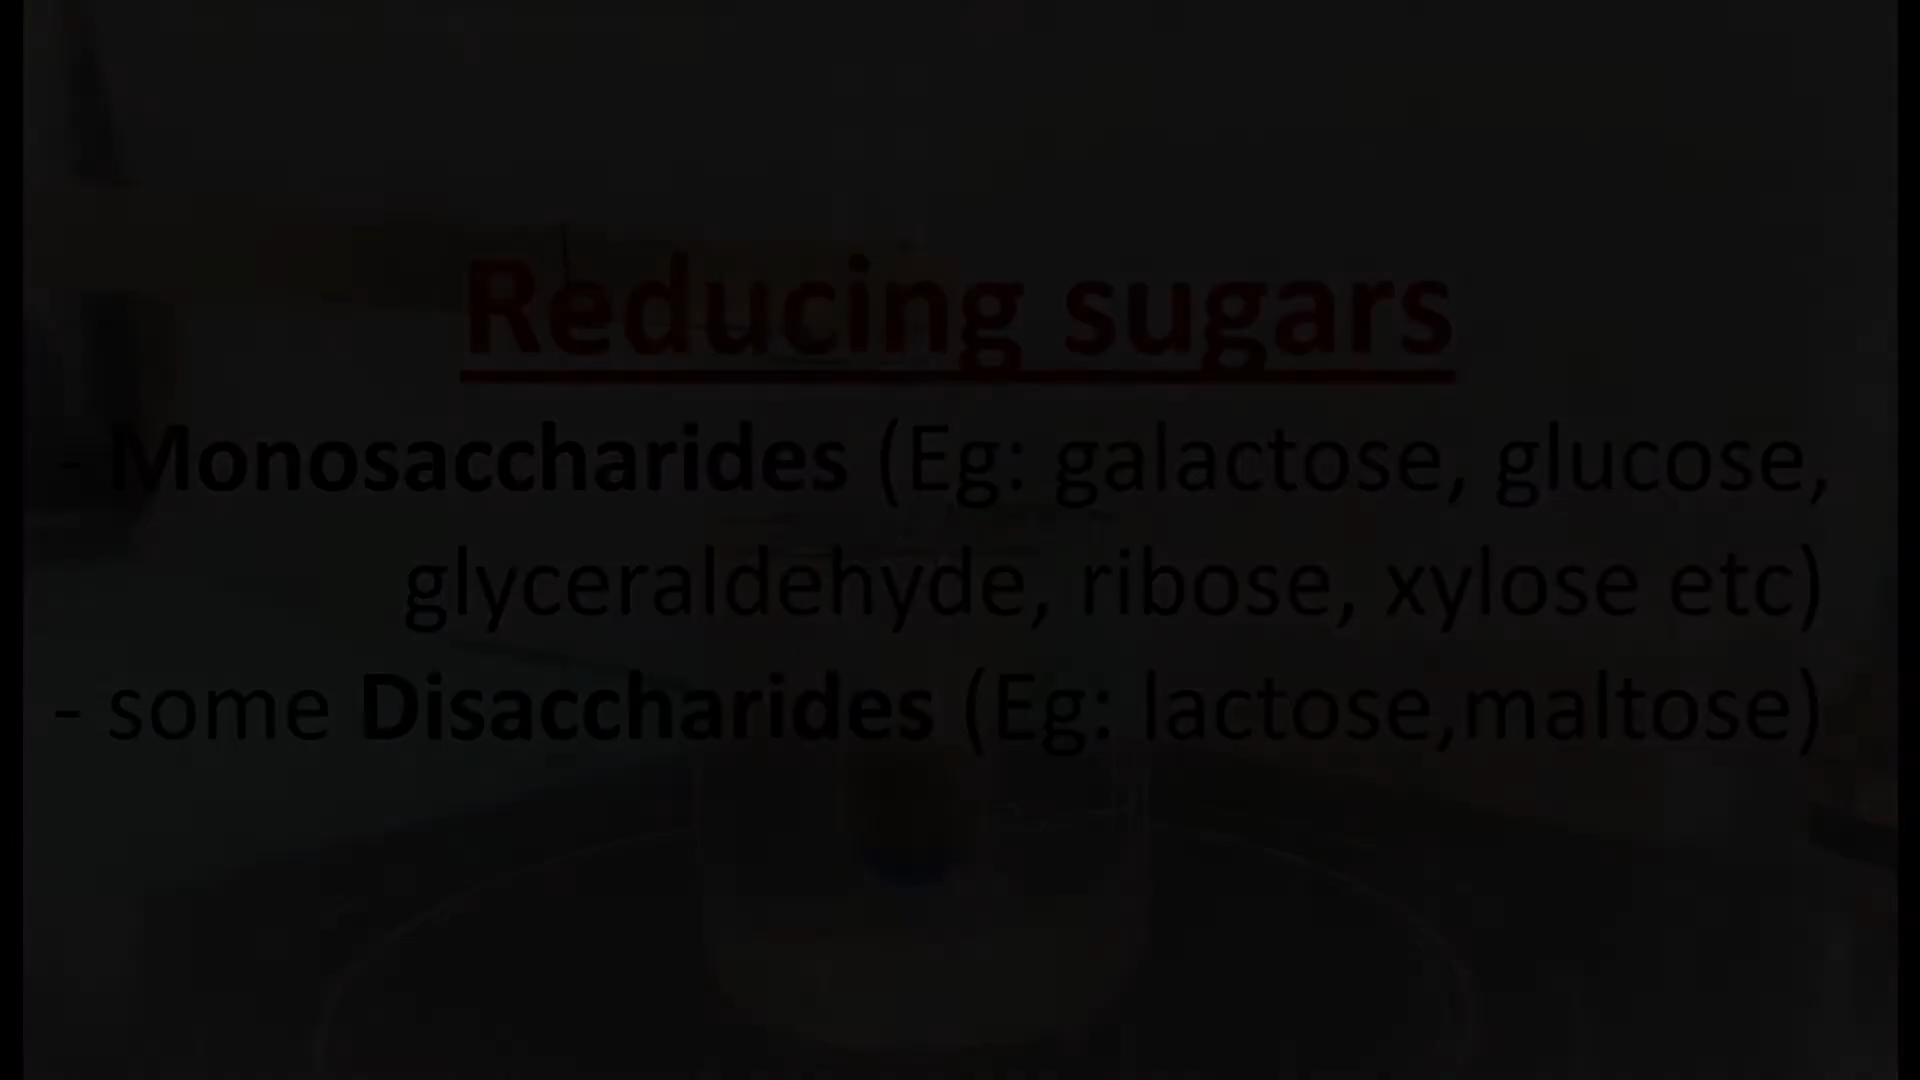 Reducing sugars
- Monosaccharides (Eg: galactose, glucose,
glyceraldehyde, ribose, xylose etc)
- some Disaccharides (Eg: lactose,maltose)